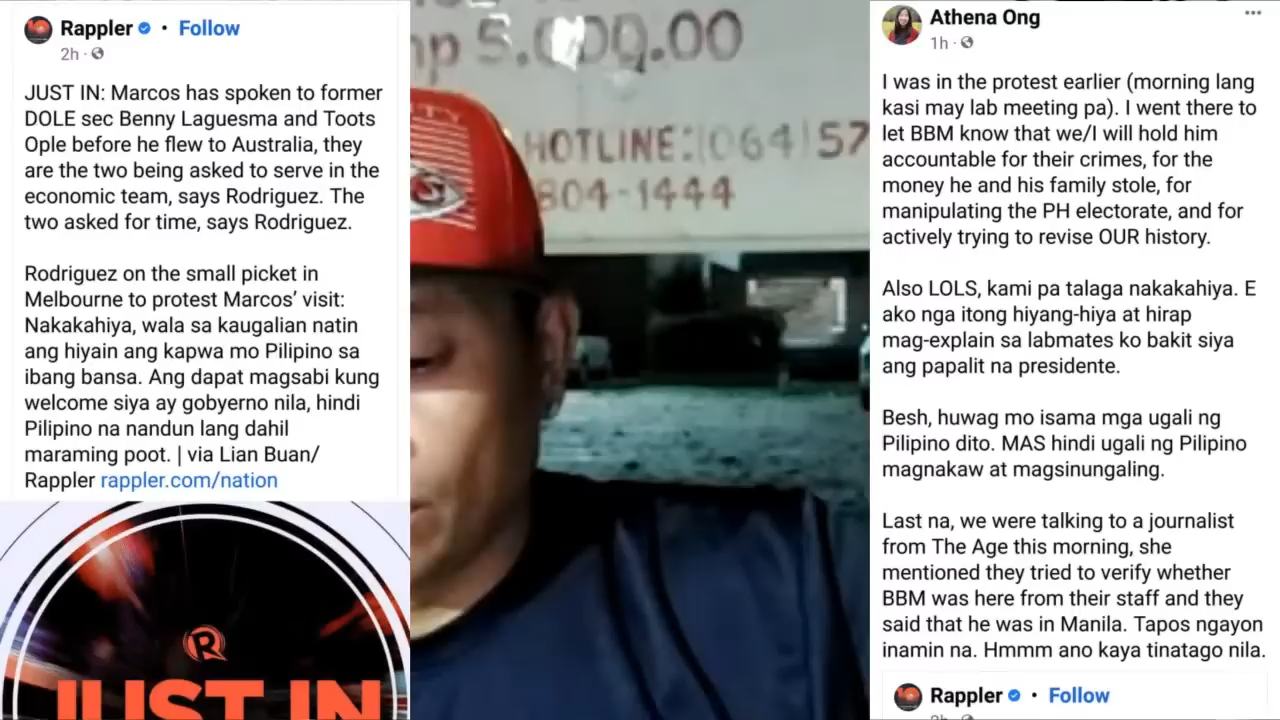 Rappler • Follow
2h
JUST IN: Marcos has spoken to former
DOLE sec Benny Laguesma and Toots
Ople before he flew to Australia, they
are the two being asked to serve in the
economic team, says Rodriguez. The
two asked for time, says Rodriguez.
Rodriguez on the small picket in
Melbourne to protest Marcos’ visit:
Nakakahiya, wala sa kaugalian natin
ang hiyain ang kapwa mo Pilipino sa
ibang bansa. Ang dapat magsabi kung
welcome siya ay gobyerno nila, hindi
Pilipino na nandun lang dahil
maraming poot. | via Lian Buan/
Rappler rappler.com/nation
R
JUST IN
5.000.00
HOTLINE:(064)57
804-1444
Athena Ong
1h
I was in the protest earlier (morning lang
kasi may lab meeting pa). I went there to
let BBM know that we/I will hold him
accountable for their crimes, for the
money he and his family stole, for
manipulating the PH electorate, and for
actively trying to revise OUR history.
Also LOLS, kami pa talaga nakakahiya. E
ako nga itong hiyang-hiya at hirap
mag-explain sa labmates ko bakit siya
ang papalit na presidente.
Besh, huwag mo isama mga ugali ng
Pilipino dito. MAS hindi ugali ng Pilipino
magnakaw at magsinungaling.
Last na, we were talking to a journalist
from The Age this morning, she
mentioned they tried to verify whether
BBM was here from their staff and they
said that he was in Manila. Tapos ngayon
inamin na. Hmmm ano kaya tinatago nila.
Rappler • Follow